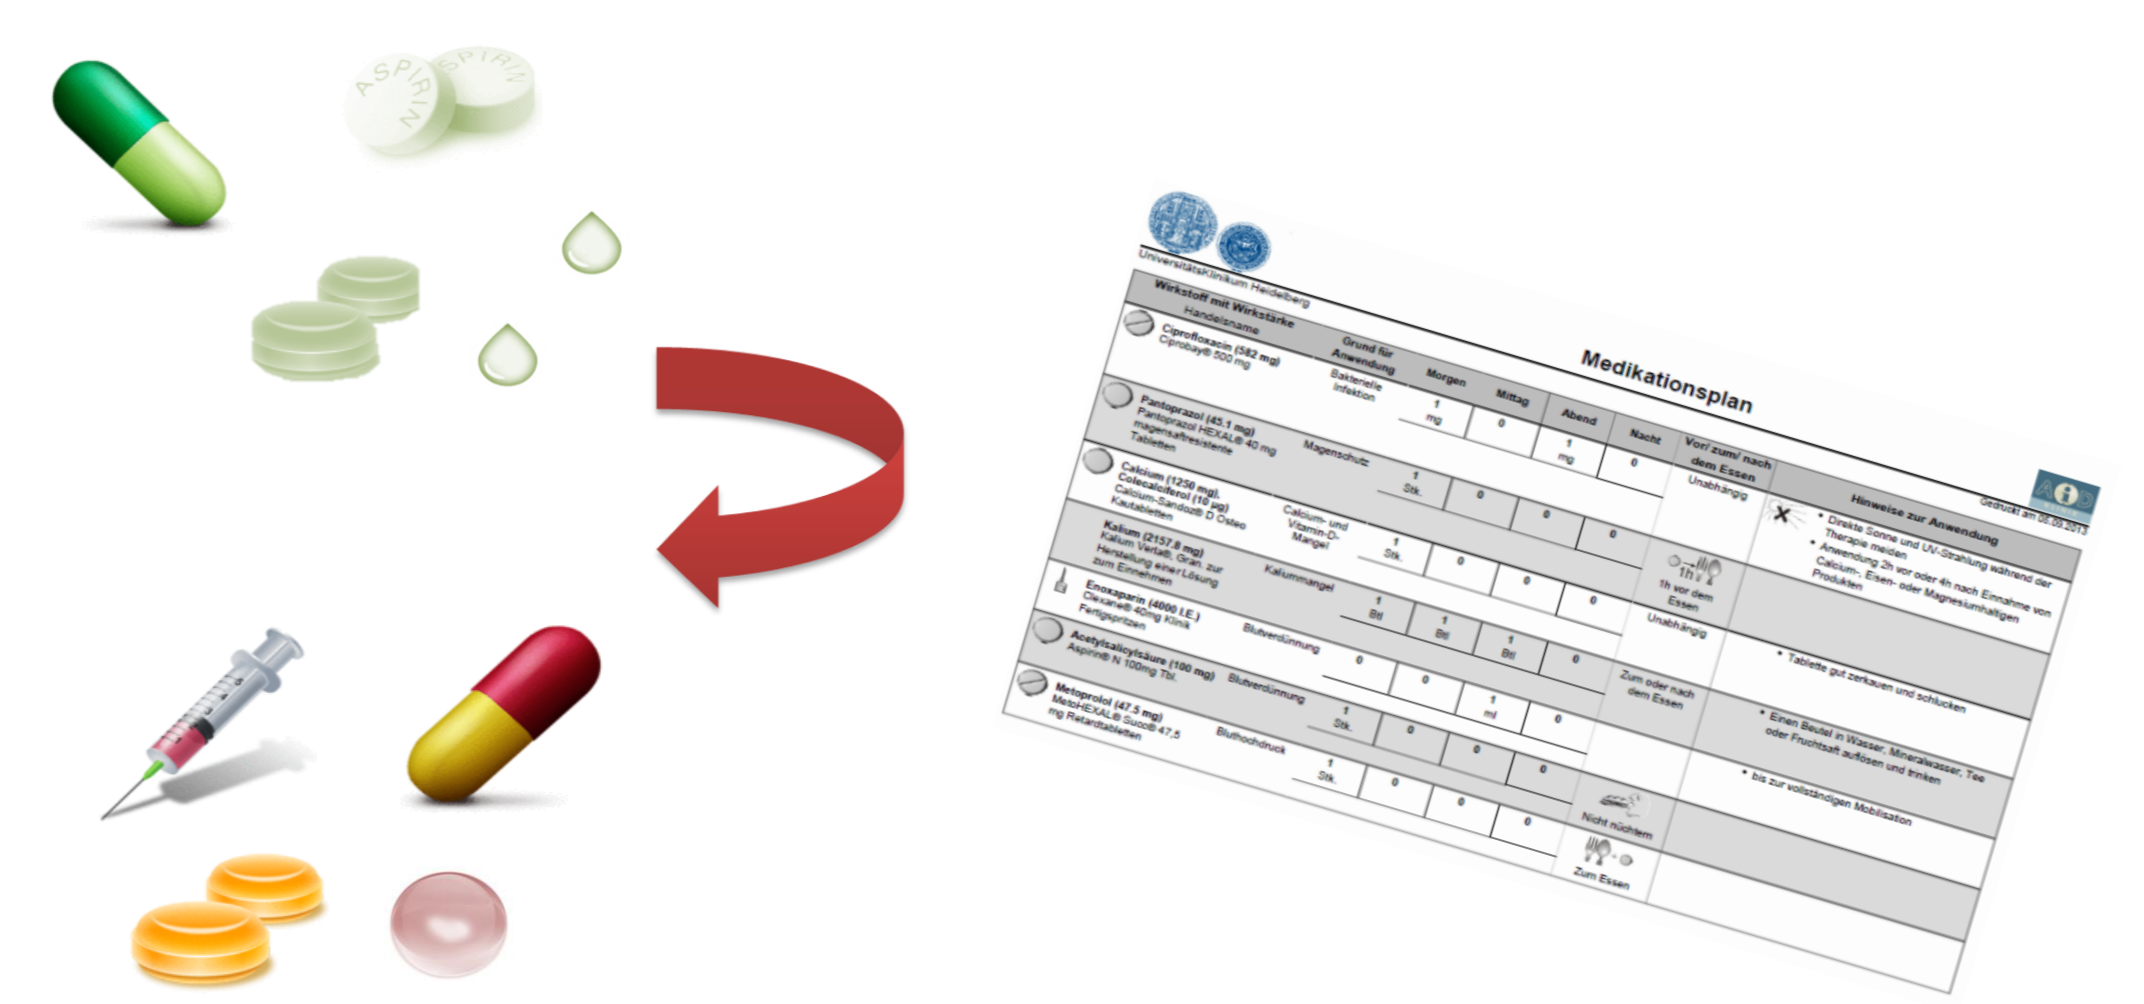 ASPIRIN
SPIRIN
UniversitätsKlinikum Heidelberg
Medikationsplan
AiD
Gedruckt am 05.09.2013
Wirkstoff mit Wirkstärke
Handelsname
Grund für
Anwendung
Morgen
Mittag
Abend
Nacht
Vor/ zum/ nach
dem Essen
Hinweise zur Anwendung
Ciprofloxacin (582 mg)
Ciprobay® 500 mg
Bakterielle
Infektion
1
mg
0
1
mg
0
Unabhängig
• Direkte Sonne und UV-Strahlung während der
Therapie meiden
• Anwendung 2h vor oder 4h nach Einnahme von
Calcium-, Eisen- oder Magnesiumhaltigen
Produkten
Pantoprazol (45.1 mg)
Pantoprazol HEXAL® 40 mg
magensaftresistente
Tabletten
Magenschutz
1
Stk.
0
0
0
1h
1h vor dem
Essen
Calcium (1250 mg),
Colecalciferol (10 µg)
Calcium-Sandoz® D Osteo
Kautabletten
Calcium- und
Vitamin-D-
Mangel
1
Stk.
0
0
0
Unabhängig
• Tablette gut zerkauen und schlucken
Kalium (2157.8 mg)
Kalium Verla®, Gran. zur
Herstellung einer Lösung
zum Einnehmen
Kaliummangel
1
Btl
1
Btl
1
Btl
0
Zum oder nach
dem Essen
• Einen Beutel in Wasser, Mineralwasser, Tee
oder Fruchtsaft auflösen und trinken
Enoxaparin (4000 I.E.)
Clexane® 40mg Klinik
Fertigspritzen
Blutverdünnung
0
0
1
ml
0
• bis zur vollständigen Mobilisation
Acetylsalicylsäure (100 mg)
Aspirin® N 100mg Tbl.
Blutverdünnung
1
Stk.
0
0
0
Nicht nüchtern
Metoprolol (47.5 mg)
MetoHEXAL® Succ® 47,5
mg Retardtabletten
Bluthochdruck
1
Stk.
0
0
0
Zum Essen